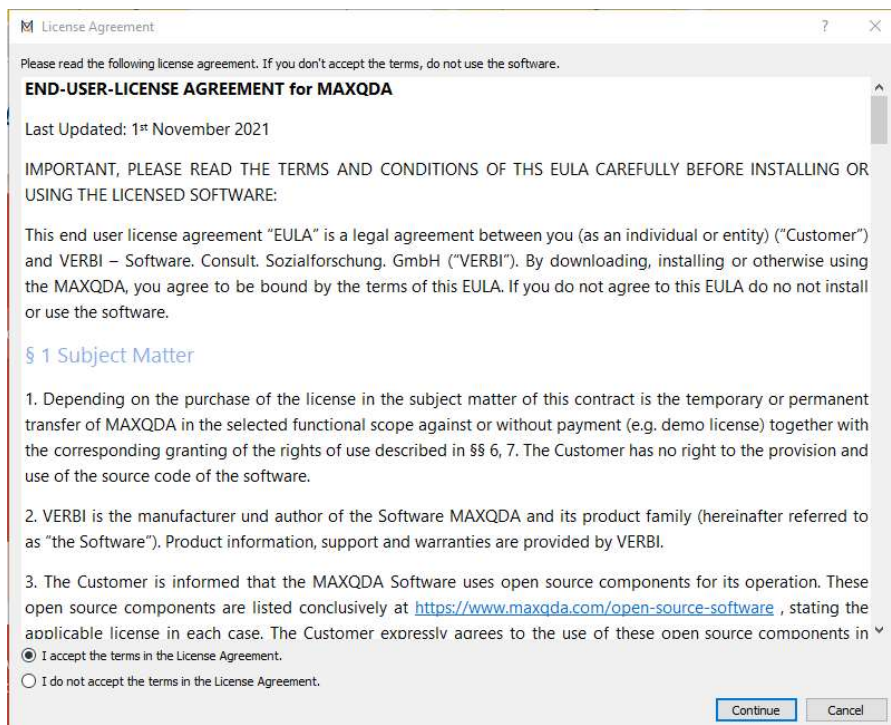 License Agreement
Please read the following license agreement. If you don't accept the terms, do not use the software.
END-USER-LICENSE AGREEMENT for MAXQDA
Last Updated: 1st November 2021
IMPORTANT, PLEASE READ THE TERMS AND CONDITIONS OF THS EULA CAREFULLY BEFORE INSTALLING OR
USING THE LICENSED SOFTWARE:
This end user license agreement “EULA” is a legal agreement between you (as an individual or entity) (“Customer”)
and VERBI – Software. Consult. Sozialforschung. GmbH (“VERBI”). By downloading, installing or otherwise using
the MAXQDA, you agree to be bound by the terms of this EULA. If you do not agree to this EULA do no not install
or use the software.
§ 1 Subject Matter
1. Depending on the purchase of the license in the subject matter of this contract is the temporary or permanent
transfer of MAXQDA in the selected functional scope against or without payment (e.g. demo license) together with
the corresponding granting of the rights of use described in §§ 6, 7. The Customer has no right to the provision and
use of the source code of the software.
2. VERBI is the manufacturer und author of the Software MAXQDA and its product family (hereinafter referred to
as “the Software”). Product information, support and warranties are provided by VERBI.
3. The Customer is informed that the MAXQDA Software uses open source components for its operation. These
open source components are listed conclusively at https://www.maxqda.com/open-source-software , stating the
applicable license in each case. The Customer expressly agrees to the use of these open source components in
I accept the terms in the License Agreement.
I do not accept the terms in the License Agreement.
Continue Cancel